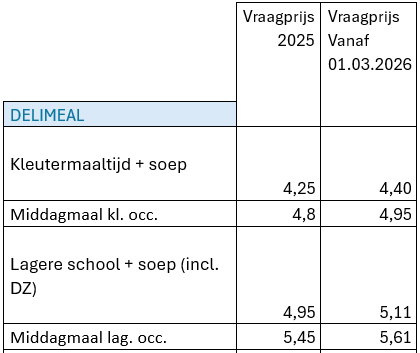 Vraagprijs 2025 Vraagprijs Vanaf 01.03.2026
DELIMEAL
Kleutermaaltijd + soep 4,25 4,40
Middagmaal kl. occ. 4,8 4,95
Lagere school + soep (incl. DZ) 4,95 5,11
Middagmaal lag. occ. 5,45 5,61